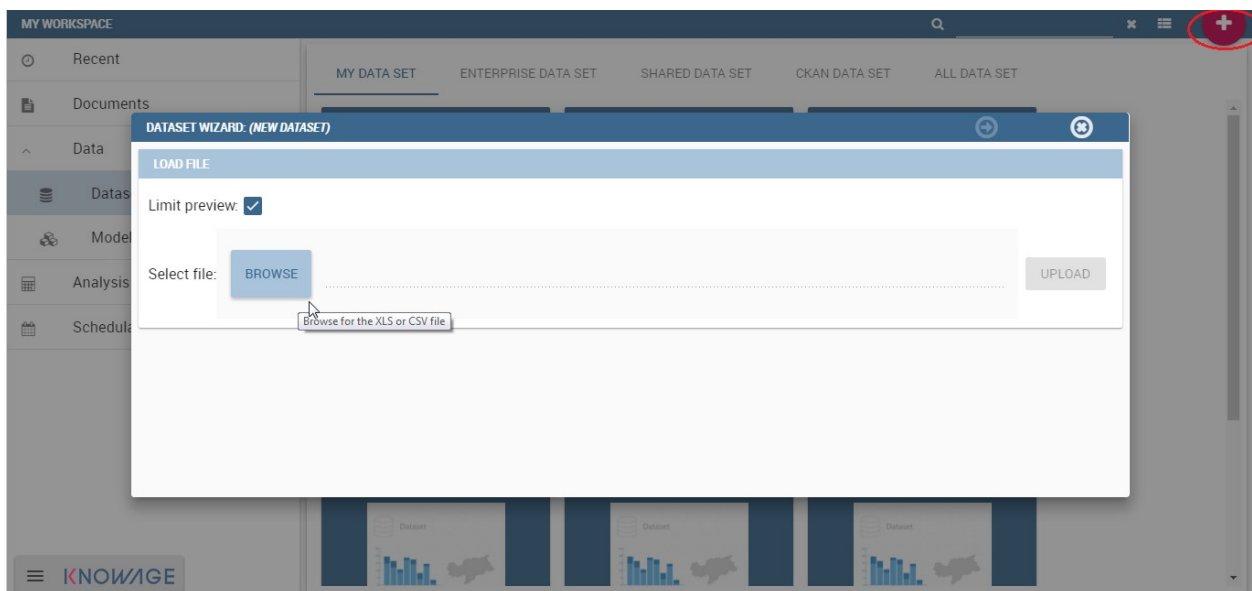 MY WORKSPACE
Recent
MY DATA SET ENTERPRISE DATA SET SHARED DATA SET CKAN DATA SET ALL DATA SET
Documents
DATASET WIZARD: (NEW DATASET)
Data
LOAD FILE
Datas
Limit preview:
Model
Select file: BROWSE UPLOAD
Analysis
Browse for the XLS or CSV file
Schedula
Dataset Dataset Dataset
KNOWAGE